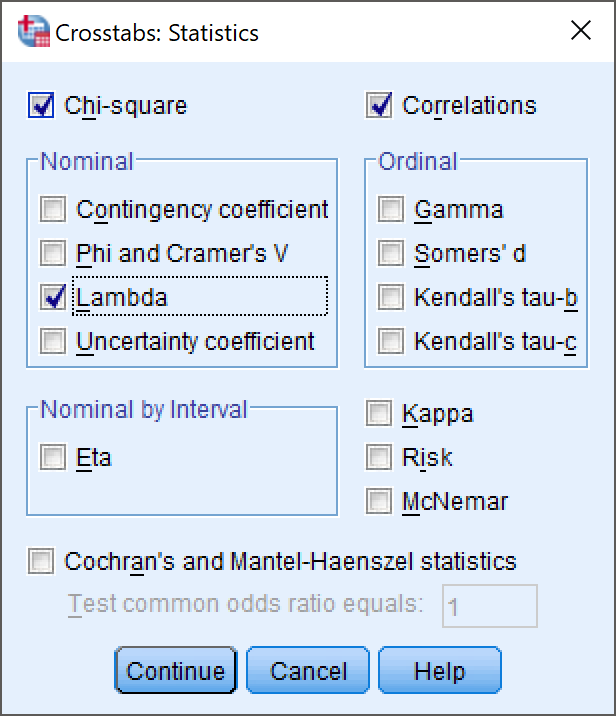 Crosstabs: Statistics
Chi-square
Correlations
Nominal
Contingency coefficient
Phi and Cramer's V
Lambda
Uncertainty coefficient
Ordinal
Gamma
Somers' d
Kendall's tau-b
Kendall's tau-c
Nominal by Interval
Eta
Kappa
Risk
McNemar
Cochran's and Mantel-Haenszel statistics
Test common odds ratio equals: 1
Continue Cancel Help